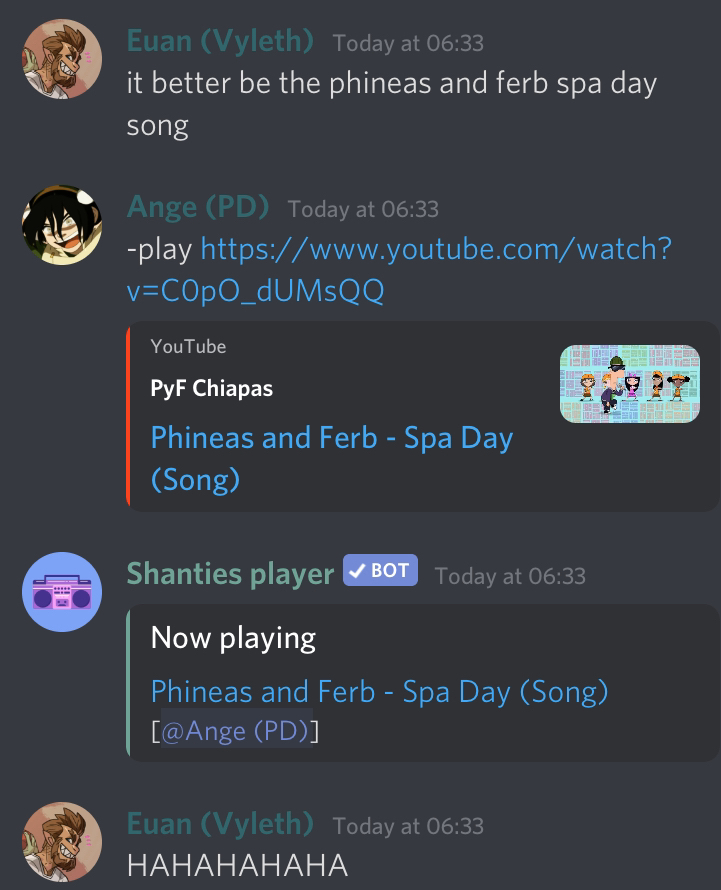 Euan (Vyleth) Today at 06:33
it better be the phineas and ferb spa day
song
Ange (PD) Today at 06:33
-play https://www.youtube.com/watch?
v=C0pO_dUMsQQ
YouTube
PyF Chiapas
Phineas and Ferb - Spa Day
(Song)
Shanties player ✓ BOT Today at 06:33
Now playing
Phineas and Ferb - Spa Day (Song)
[@Ange (PD)]
Euan (Vyleth) Today at 06:33
HAHAHAHAHA